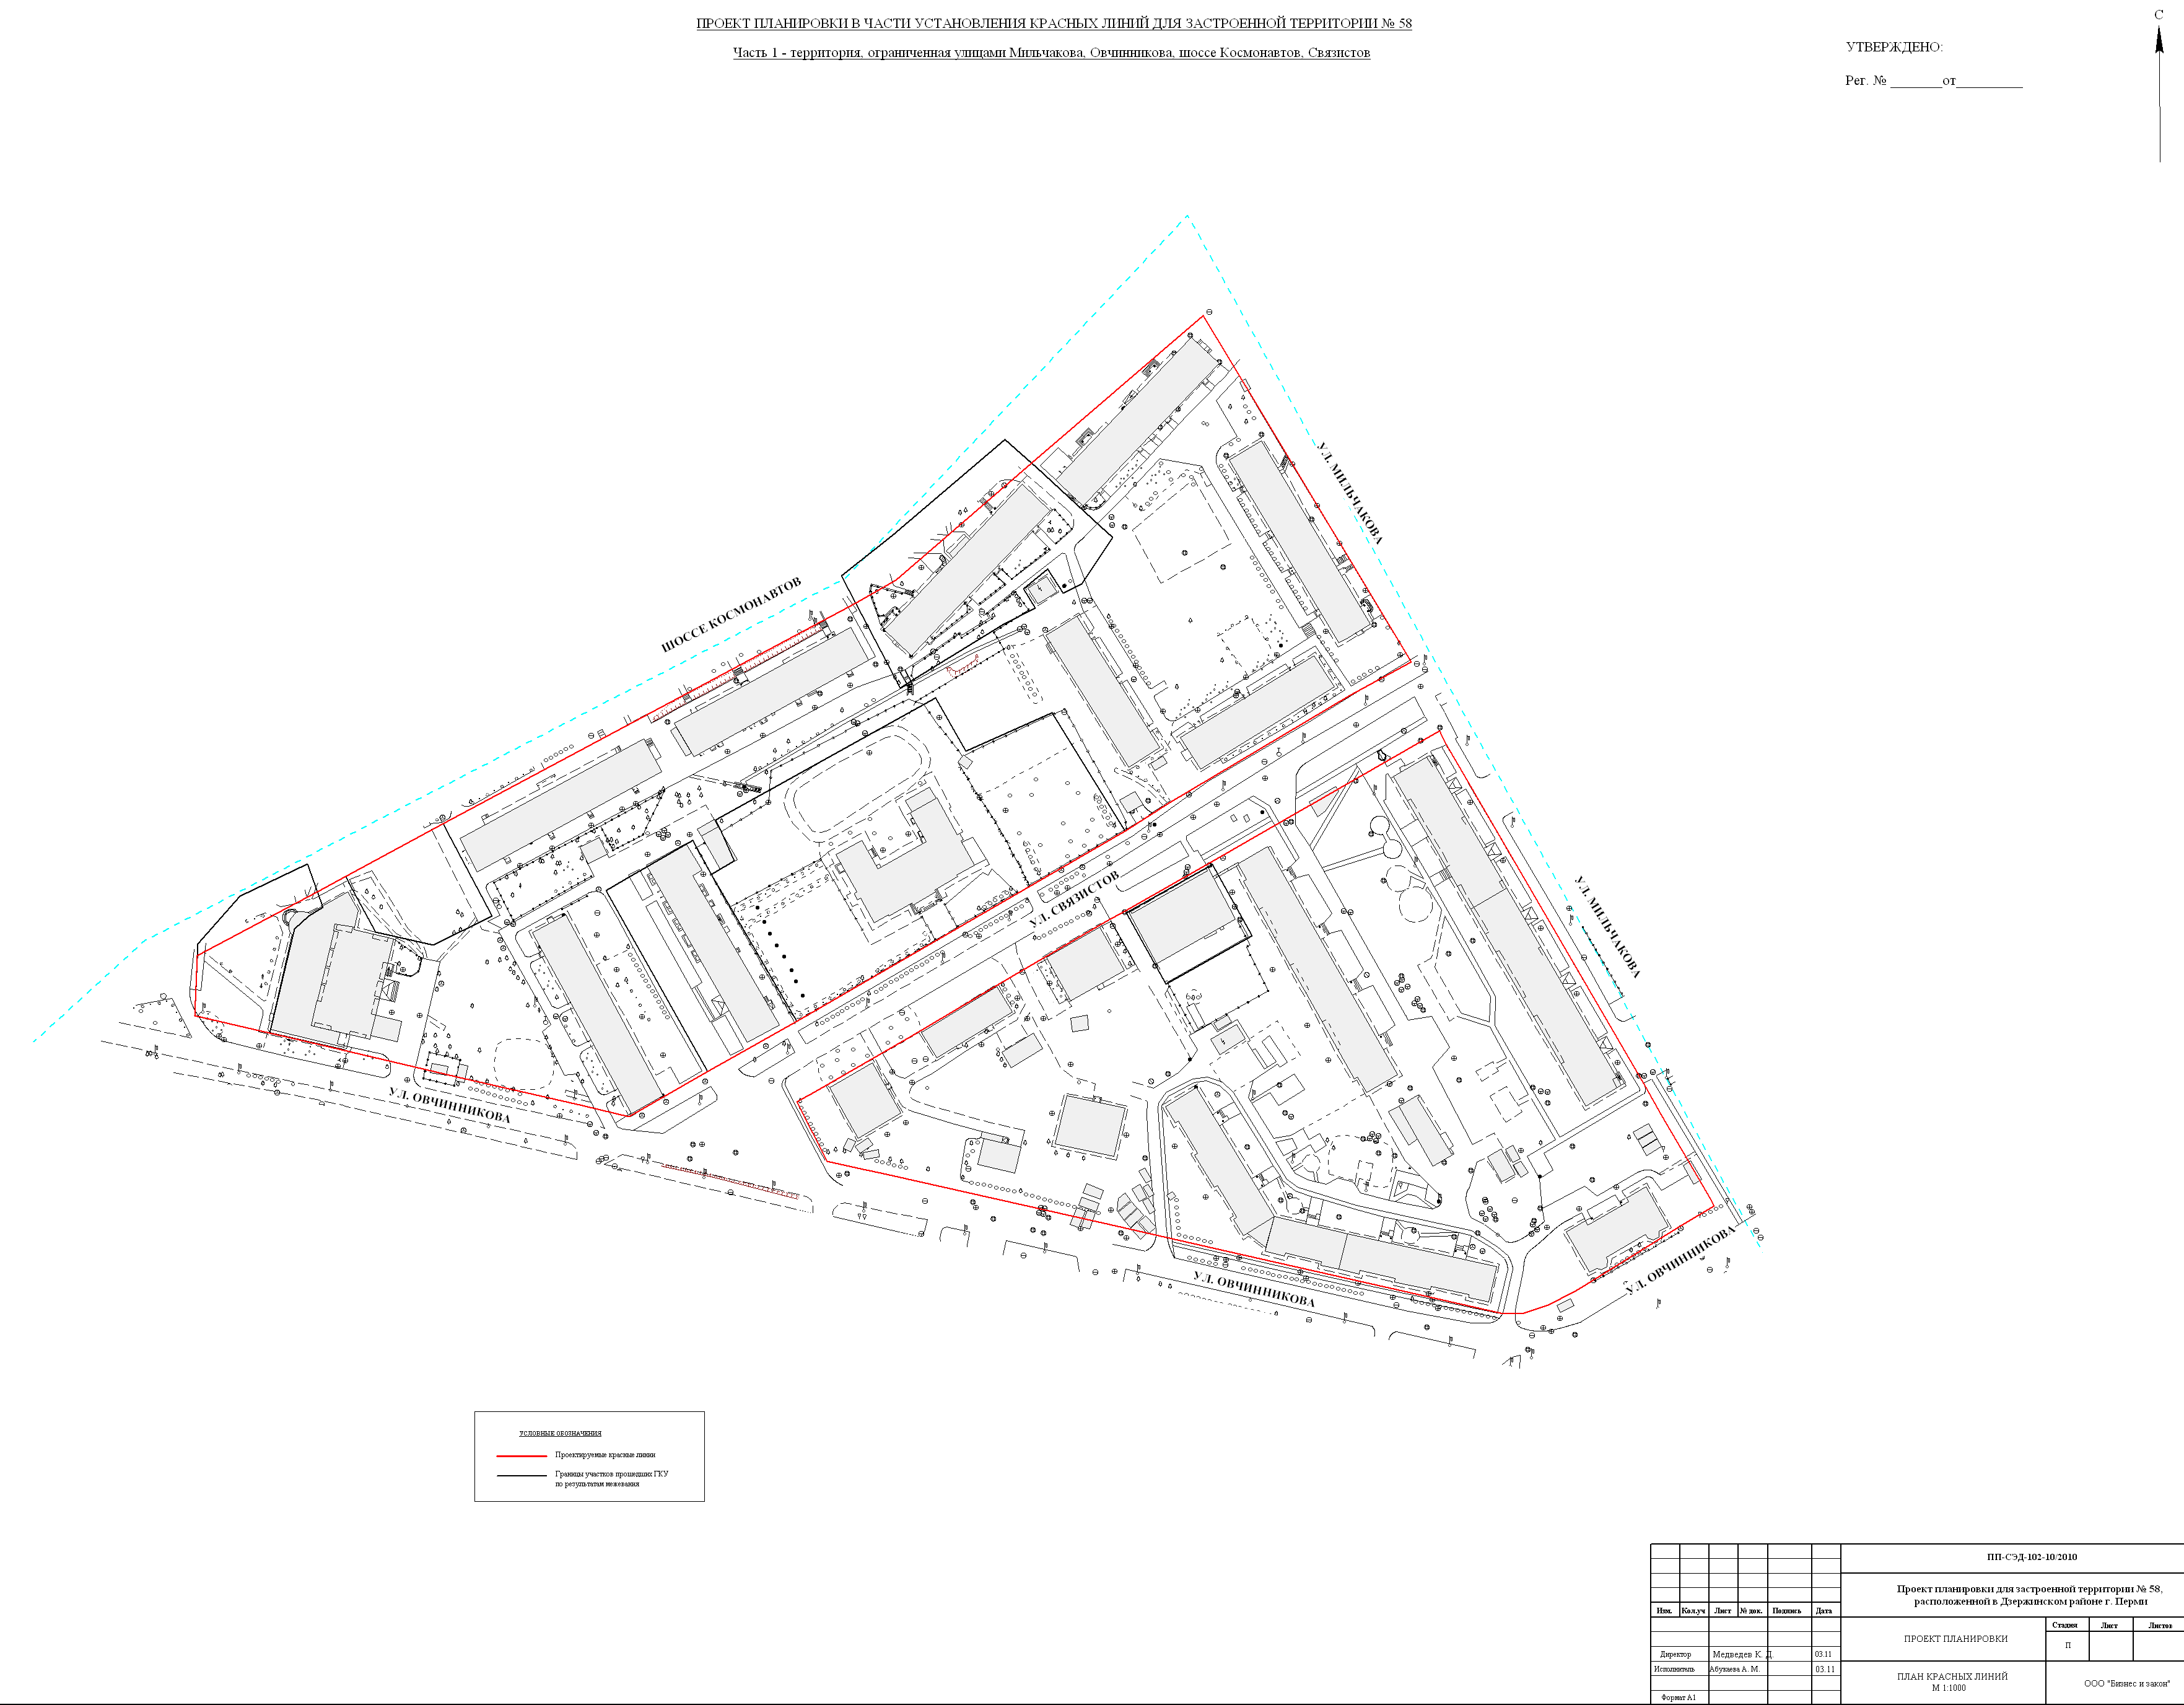 ПРОЕКТ ПЛАНИРОВКИ В ЧАСТИ УСТАНОВЛЕНИЯ КРАСНЫХ ЛИНИЙ ДЛЯ ЗАСТРОЕННОЙ ТЕРРИТОРИИ № 58
Часть 1 - территория, ограниченная улицами Мильчакова, Овчинникова, шоссе Космонавтов, Связистов
С
УТВЕРЖДЕНО:
Рег. № _______от_________
УЛ. МИЛЬЧАКОВА
ШОССЕ КОСМОНАВТОВ
УЛ. СВЯЗИСТОВ
УЛ. МИЛЬЧАКОВА
УЛ. ОВЧИННИКОВА
УЛ. ОВЧИННИКОВА
УЛ. ОВЧИННИКОВА
УСЛОВНЫЕ ОБОЗНАЧЕНИЯ
Проектируемые красные линии
Границы участков прошедших ГКУ
по результатам межевания
ПП-СЭД-102-10/2010
Проект планировки для застроенной территории № 58,
расположенной в Дзержинском районе г. Перми
Изм. Кол.уч Лист № док. Подпись Дата
ПРОЕКТ ПЛАНИРОВКИ
Стадия Лист Листов
П
Директор Медведев К. Д. 03.11
Исполнитель Абукаева А. М. 03.11
ПЛАН КРАСНЫХ ЛИНИЙ
М 1:1000
ООО "Бизнес и закон"
Формат А1